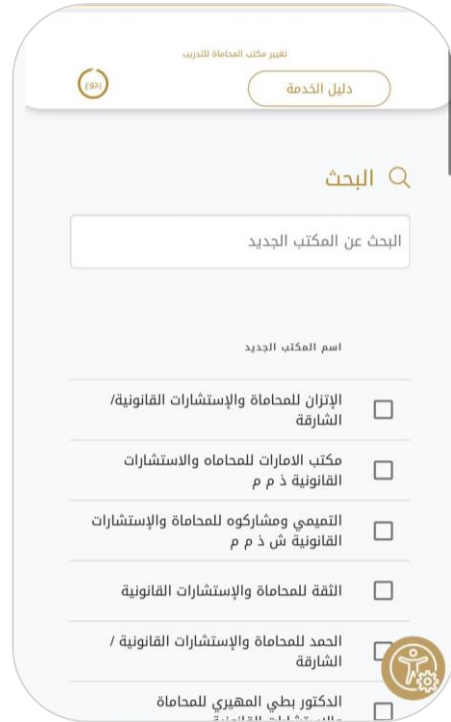 تغيير مكتب المحاماة للتدريب
دليل الخدمة
رجوع
البحث
البحث عن المكتب الجديد
اسم المكتب الجديد
الإتزان للمحاماة والإستشارات القانونية/
الشارقة
مكتب الامارات للمحاماه والاستشارات
القانونية ذ م م
التميمي ومشاركوه للمحاماة والإستشارات
القانونية ش ذ م م
الثقة للمحاماة والإستشارات القانونية
الحمد للمحاماة والإستشارات القانونية /
الشارقة
الدكتور بطي المهيري للمحاماة